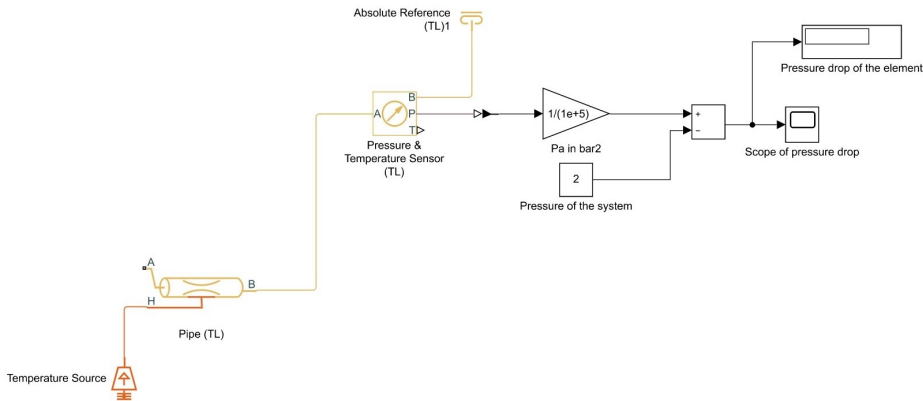 Absolute Reference
(TL)1
Pressure drop of the element
B
A
P
T
1/(1e+5)
+
−
Pressure &
Temperature Sensor
(TL)
Pa in bar2
Scope of pressure drop
2
Pressure of the system
A
B
H
Pipe (TL)
Temperature Source